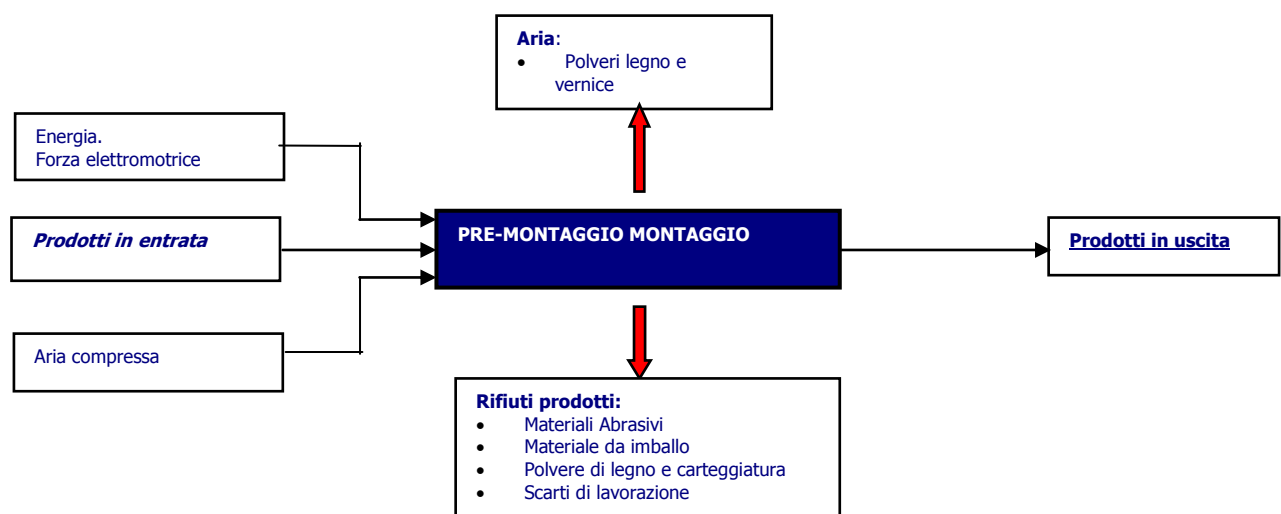 Aria:
• Polveri legno e
vernice
Energia.
Forza elettromotrice
Prodotti in entrata
PRE-MONTAGGIO MONTAGGIO
Prodotti in uscita
Aria compressa
Rifiuti prodotti:
• Materiali Abrasivi
• Materiale da imballo
• Polvere di legno e carteggiatura
• Scarti di lavorazione